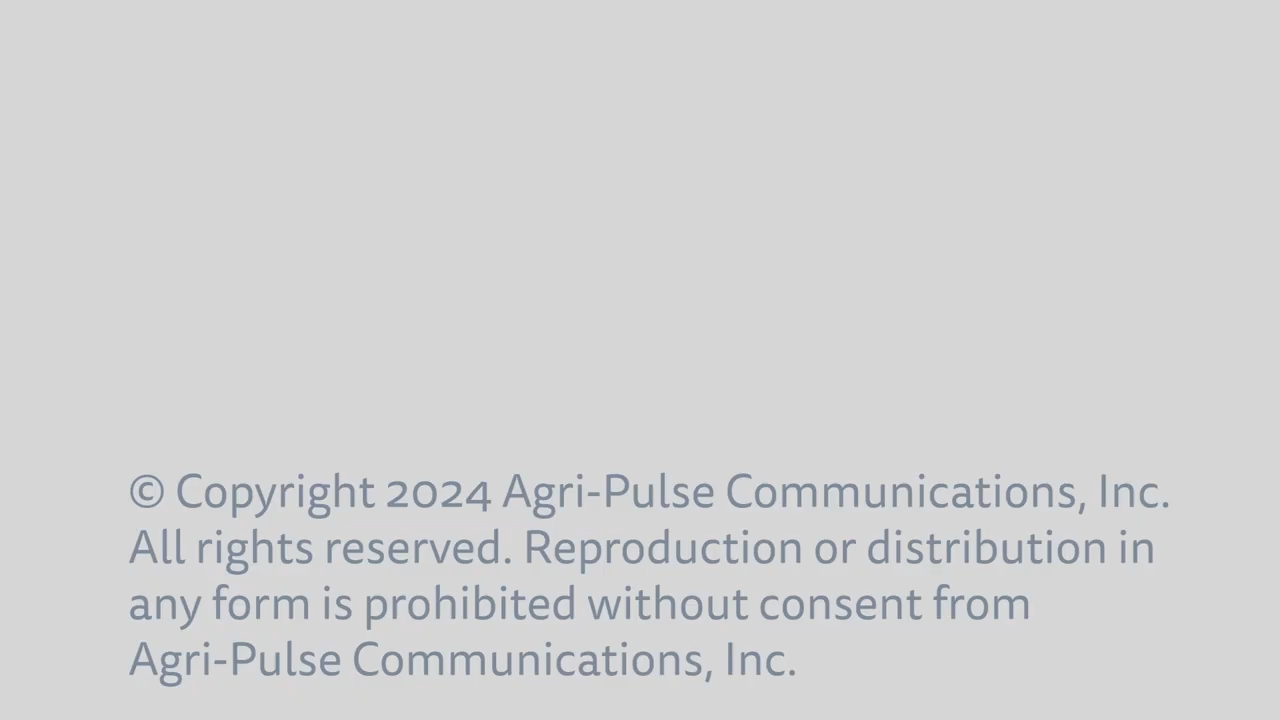 © Copyright 2024 Agri-Pulse Communications, Inc.
All rights reserved. Reproduction or distribution in
any form is prohibited without consent from
Agri-Pulse Communications, Inc.